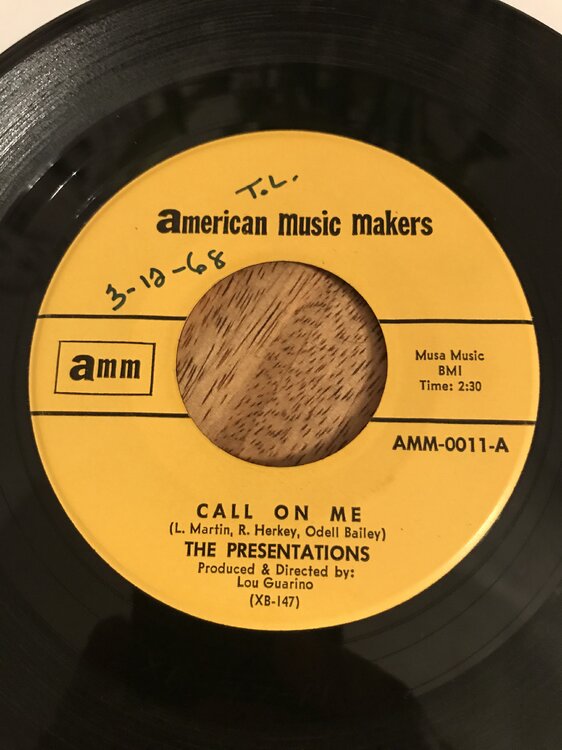 T.L.
american music makers
3-12-68
amm
Musa Music
BMI
Time: 2:30
AMM-0011-A
CALL ON ME
(L. Martin, R. Herkey, Odell Bailey)
THE PRESENTATIONS
Produced & Directed by:
Lou Guarino
(XB-147)